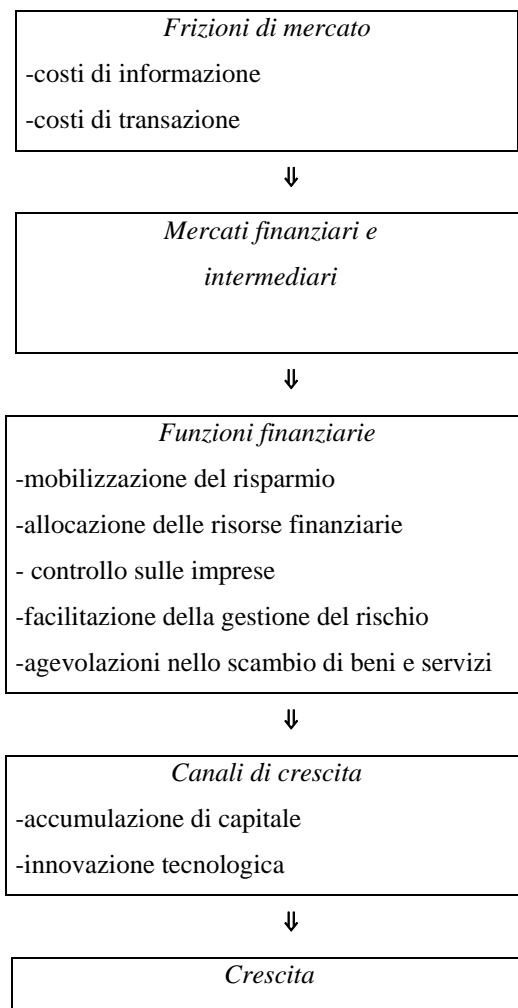 Frizioni di mercato
-costi di informazione
-costi di transazione
⇓
Mercati finanziari e
intermediari
⇓
Funzioni finanziarie
-mobilizzazione del risparmio
-allocazione delle risorse finanziarie
- controllo sulle imprese
-facilitazione della gestione del rischio
-agevolazioni nello scambio di beni e servizi
⇓
Canali di crescita
-accumulazione di capitale
-innovazione tecnologica
⇓
Crescita